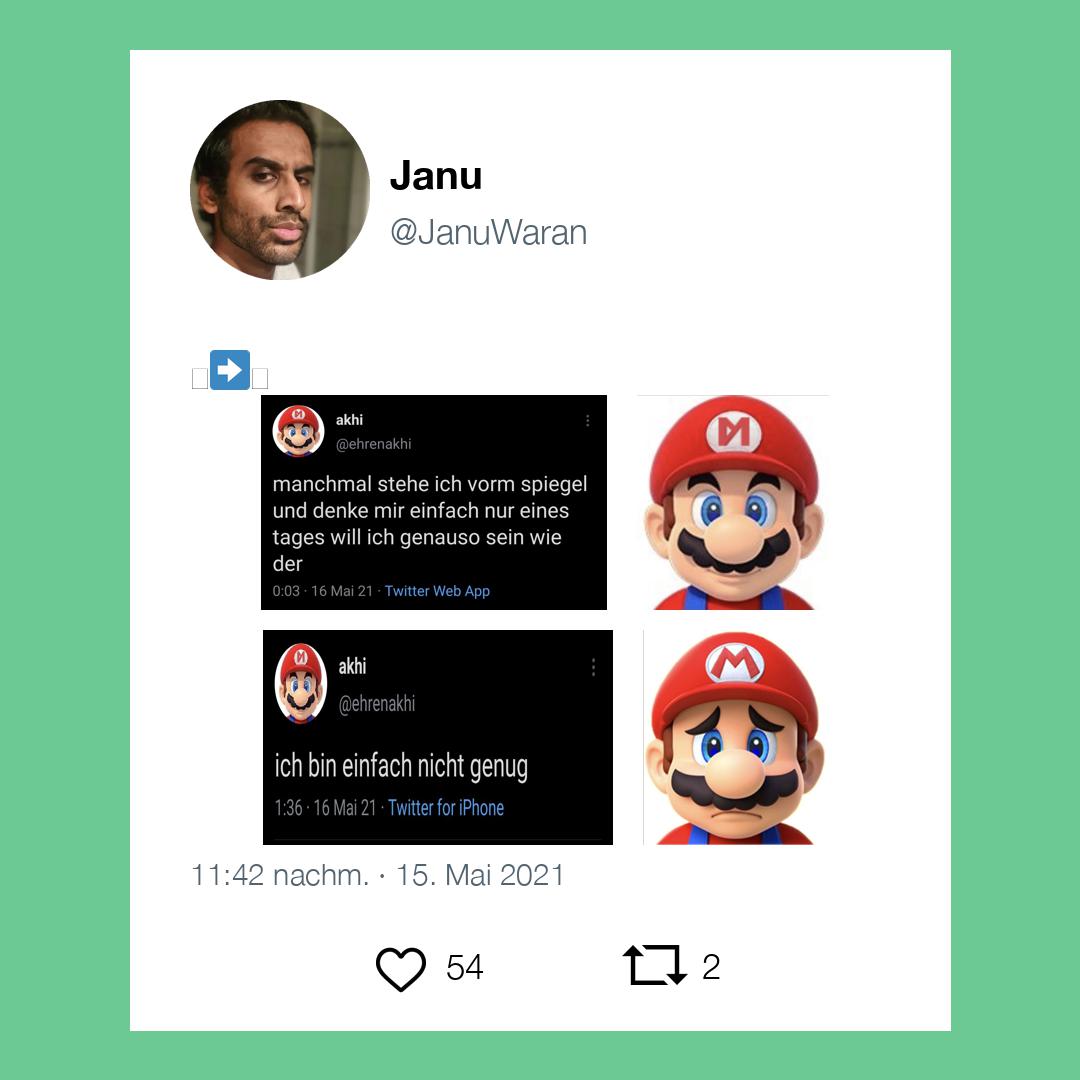 Janu
@JanuWaran
➡
akhi
@ehrenakhi
manchmal stehe ich vorm spiegel
und denke mir einfach nur eines
tages will ich genauso sein wie
der
0:03 · 16 Mai 21 · Twitter Web App
M
akhi
@ehrenakhi
ich bin einfach nicht genug
1:36 · 16 Mai 21 · Twitter for iPhone
M
11:42 nachm. · 15. Mai 2021
54
2